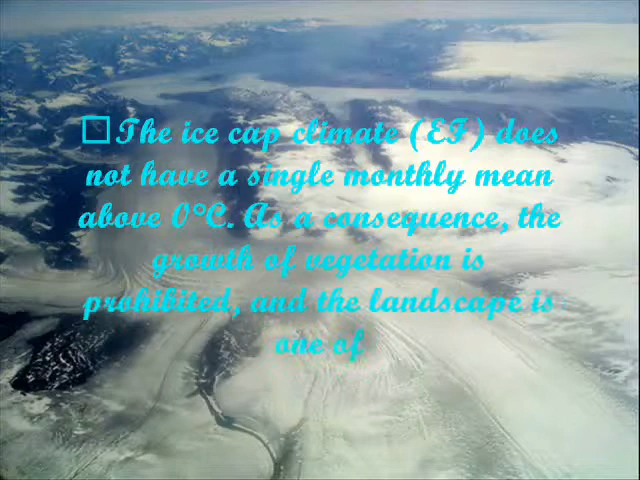 The ice cap climate (EF) does
not have a single monthly mean
above 0°C. As a consequence, the
growth of vegetation is
prohibited, and the landscape is
one of